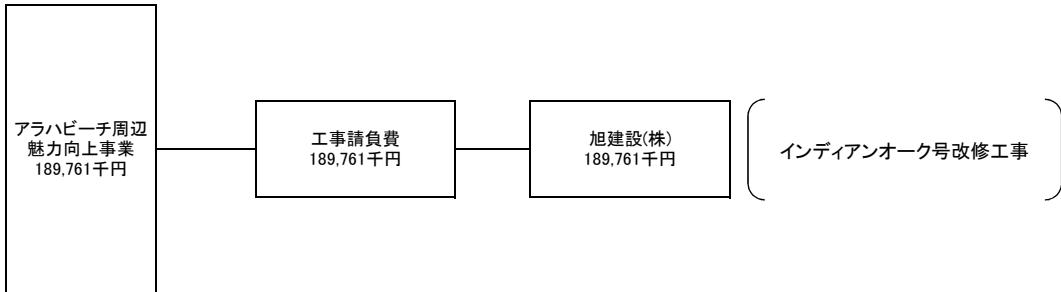 アラハビーチ周辺
魅力向上事業
189,761千円
工事請負費
189,761千円
旭建設(株)
189,761千円
インディアンオーク号改修工事